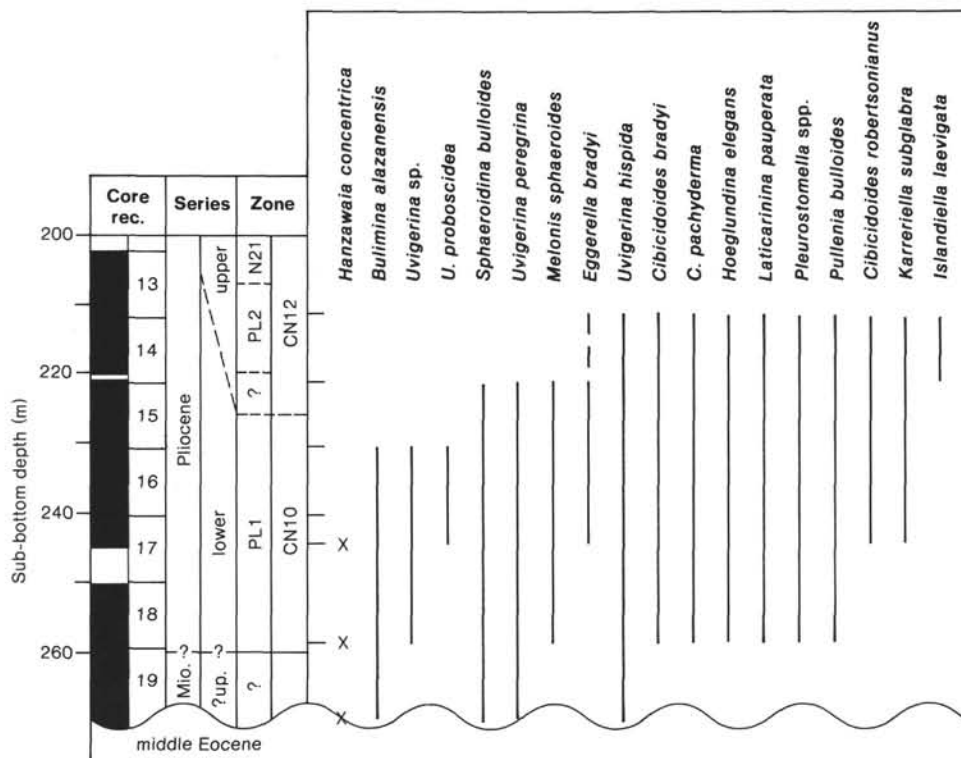 Hanzawaia concentrica
Bulimina alazanensis
Uvigerina sp.
U. proboscidea
Sphaeroidina bulloides
Uvigerina peregrina
Melonis sphaeroides
Eggerella bradyi
Uvigerina hispida
Cibicidoides bradyi
C. pachyderma
Hoeglundina elegans
Laticarinina pauperata
Pleurostomella spp.
Pullenia bulloides
Cibicidoides robertsonianus
Karreriella subglabra
Islandiella laevigata
Core rec.
Series
Zone
Sub-bottom depth (m)
200
220
240
260
13
14
15
16
17
18
19
Pliocene
Mio.
?
upper
lower
?
?up.
N21
PL2
?
PL1
?
CN12
CN10
X
X
X
middle Eocene